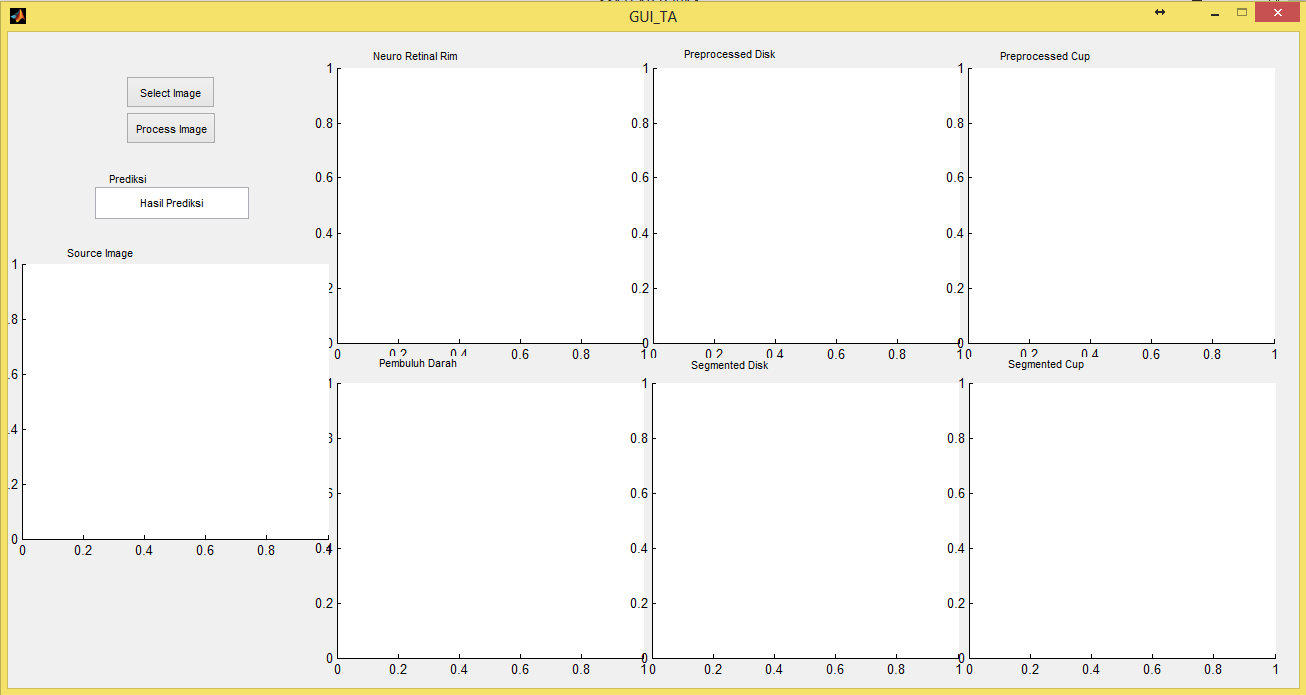 GUI_TA
Select Image
Process Image
Prediksi
Hasil Prediksi
Source Image
1
.8
.6
.4
.2
0
0 0.2 0.4 0.6 0.8 1
Neuro Retinal Rim
1
0.8
0.6
0.4
2
0
0 0.2 0.4 0.6 0.8 1
Preprocessed Disk
1
0.8
0.6
0.4
0.2
0
0 0.2 0.4 0.6 0.8 1
Preprocessed Cup
1
0.8
0.6
0.4
0.2
0
0 0.2 0.4 0.6 0.8 1
Pembuluh Darah
1
8
6
0.4
0.2
0
0 0.2 0.4 0.6 0.8 1
Segmented Disk
1
0.8
0.6
0.4
0.2
0
0 0.2 0.4 0.6 0.8 1
Segmented Cup
1
0.8
0.6
0.4
0.2
0
0 0.2 0.4 0.6 0.8 1